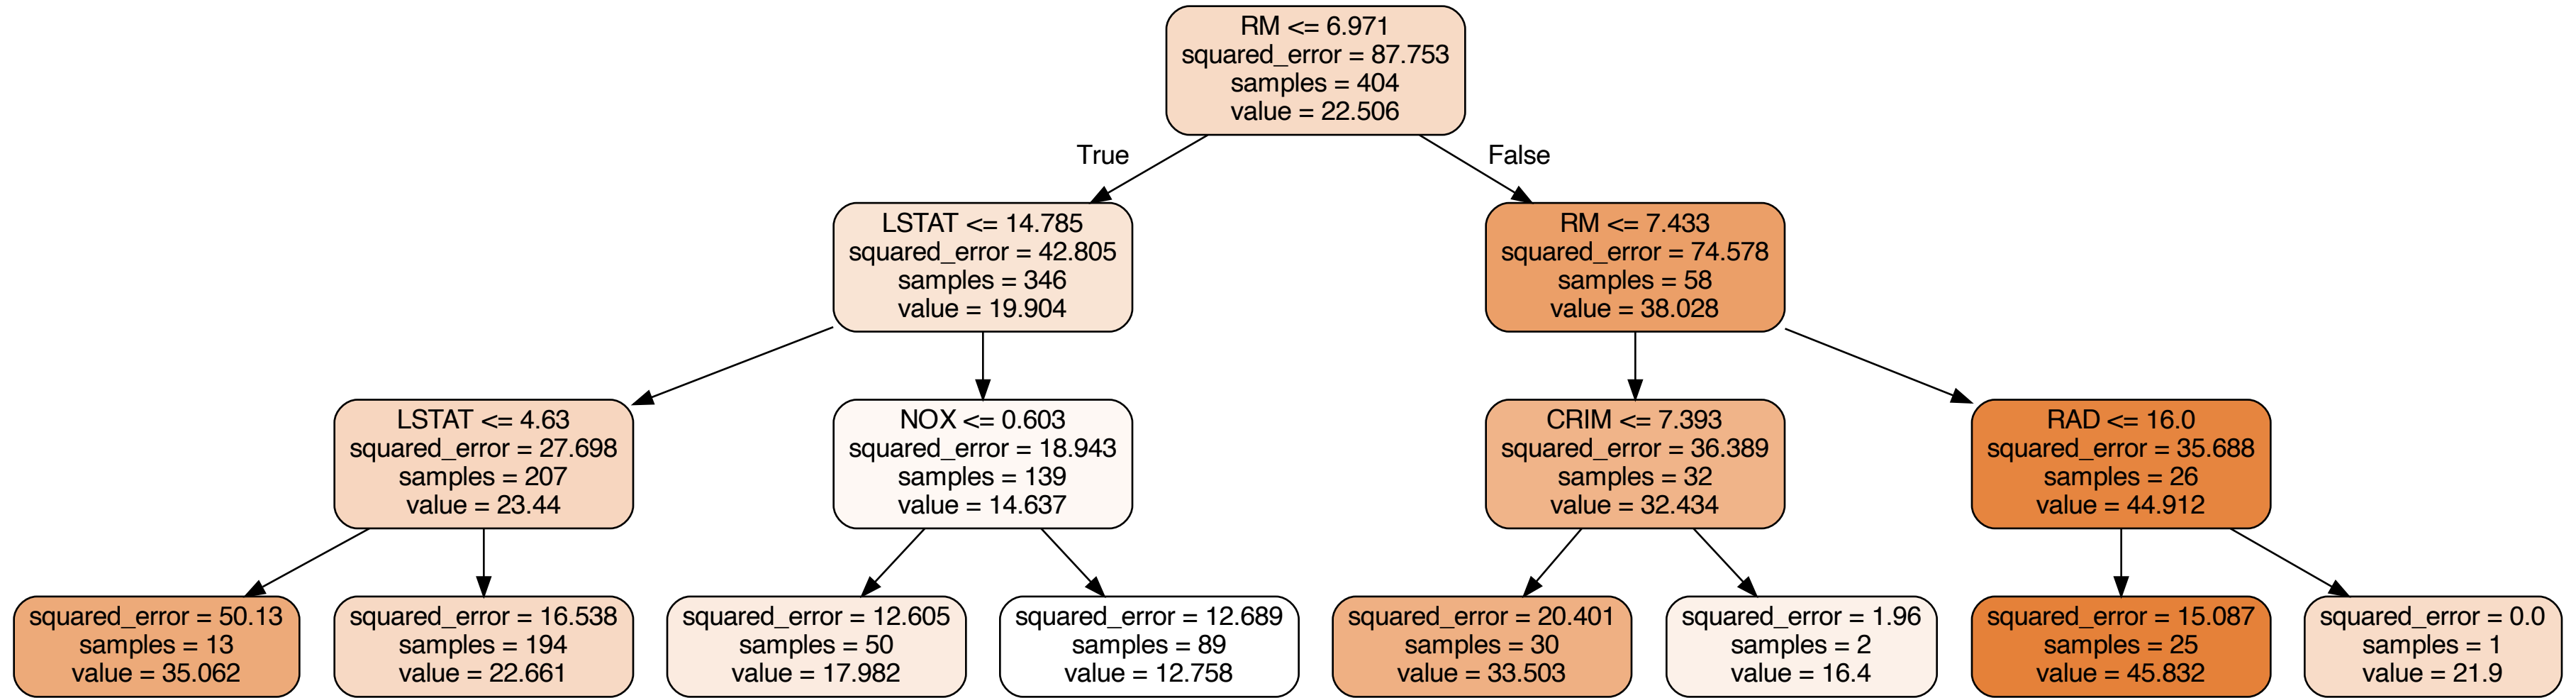 RM <= 6.971
squared_error = 87.753
samples = 404
value = 22.506
True
False
LSTAT <= 14.785
squared_error = 42.805
samples = 346
value = 19.904
RM <= 7.433
squared_error = 74.578
samples = 58
value = 38.028
LSTAT <= 4.63
squared_error = 27.698
samples = 207
value = 23.44
NOX <= 0.603
squared_error = 18.943
samples = 139
value = 14.637
CRIM <= 7.393
squared_error = 36.389
samples = 32
value = 32.434
RAD <= 16.0
squared_error = 35.688
samples = 26
value = 44.912
squared_error = 50.13
samples = 13
value = 35.062
squared_error = 16.538
samples = 194
value = 22.661
squared_error = 12.605
samples = 50
value = 17.982
squared_error = 12.689
samples = 89
value = 12.758
squared_error = 20.401
samples = 30
value = 33.503
squared_error = 1.96
samples = 2
value = 16.4
squared_error = 15.087
samples = 25
value = 45.832
squared_error = 0.0
samples = 1
value = 21.9